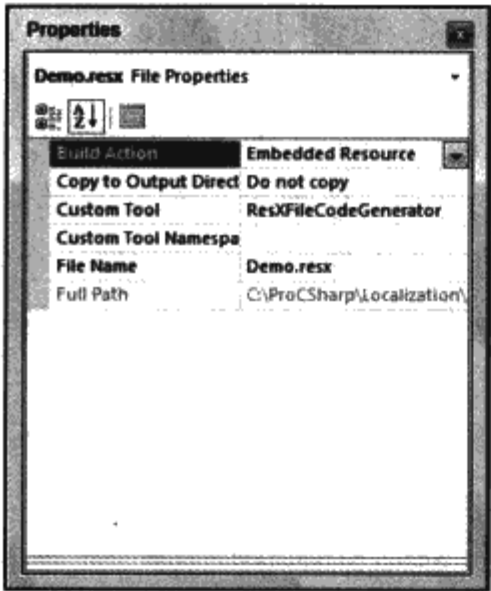 Properties
x
Demo.resx File Properties
A
Z
Build Action Embedded Resource
Copy to Output Direct Do not copy
Custom Tool ResXFileCodeGenerator
Custom Tool Namespa
File Name Demo.resx
Full Path C:\ProCSharp\Localization\